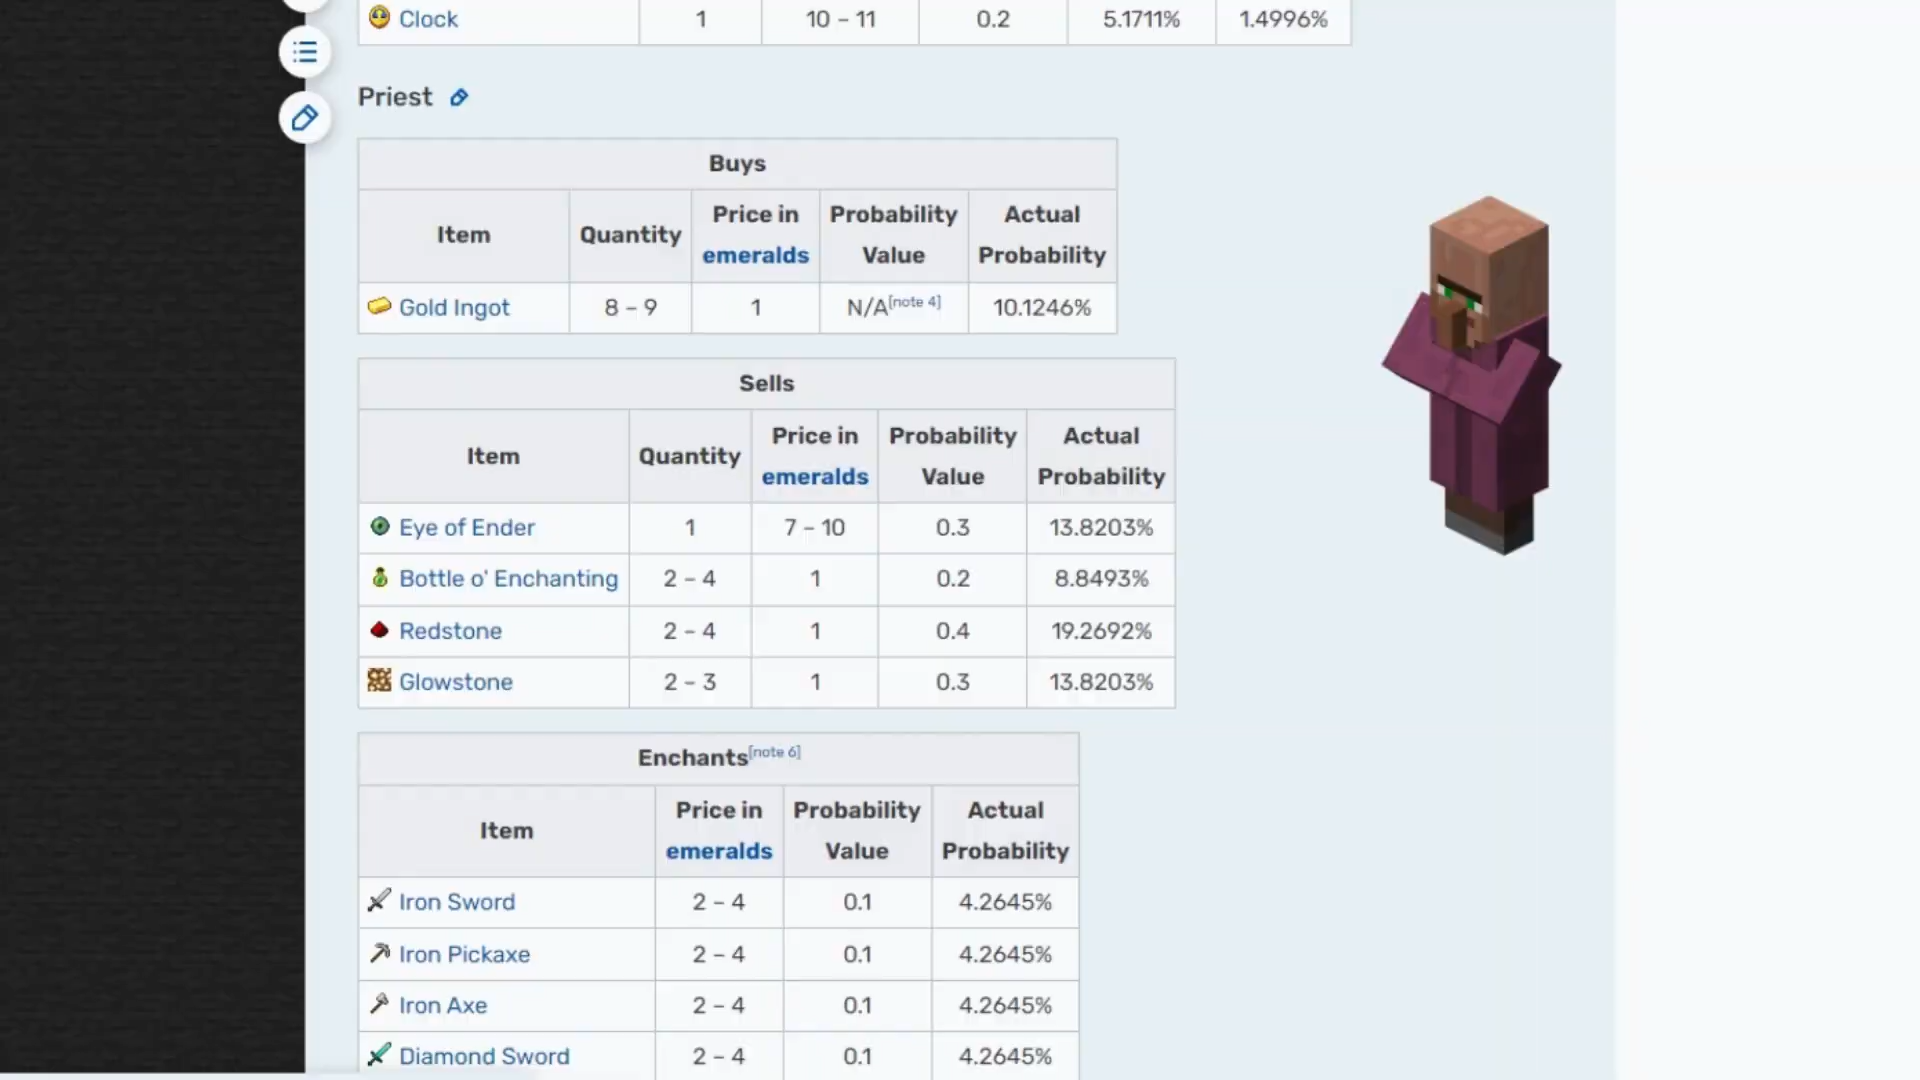 Clock 1 10 – 11 0.2 5.1711% 1.4996%
Priest
Buys
Item Quantity Price in emeralds Probability Value Actual Probability
Gold Ingot 8 – 9 1 N/A[note 4] 10.1246%
Sells
Item Quantity Price in emeralds Probability Value Actual Probability
Eye of Ender 1 7 – 10 0.3 13.8203%
Bottle o' Enchanting 2 – 4 1 0.2 8.8493%
Redstone 2 – 4 1 0.4 19.2692%
Glowstone 2 – 3 1 0.3 13.8203%
Enchants[note 6]
Item Price in emeralds Probability Value Actual Probability
Iron Sword 2 – 4 0.1 4.2645%
Iron Pickaxe 2 – 4 0.1 4.2645%
Iron Axe 2 – 4 0.1 4.2645%
Diamond Sword 2 – 4 0.1 4.2645%